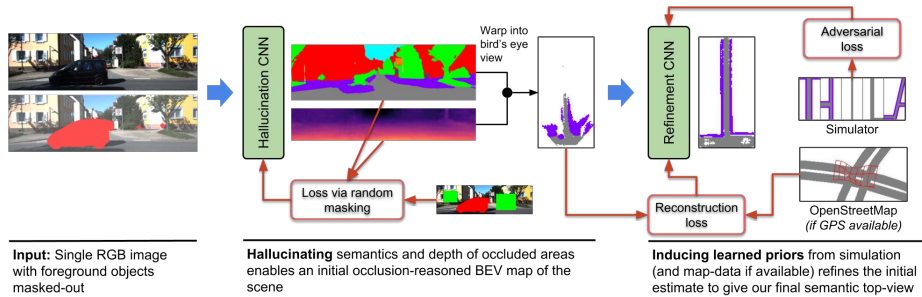 Hallucination CNN
Warp into
bird's eye
view
Loss via random
masking
Refinement CNN
Adversarial
loss
Simulator
Reconstruction
loss
OpenStreetMap
(if GPS available)
Input: Single RGB image
with foreground objects
masked-out
Hallucinating semantics and depth of occluded areas
enables an initial occlusion-reasoned BEV map of the
scene
Inducing learned priors from simulation
(and map-data if available) refines the initial
estimate to give our final semantic top-view